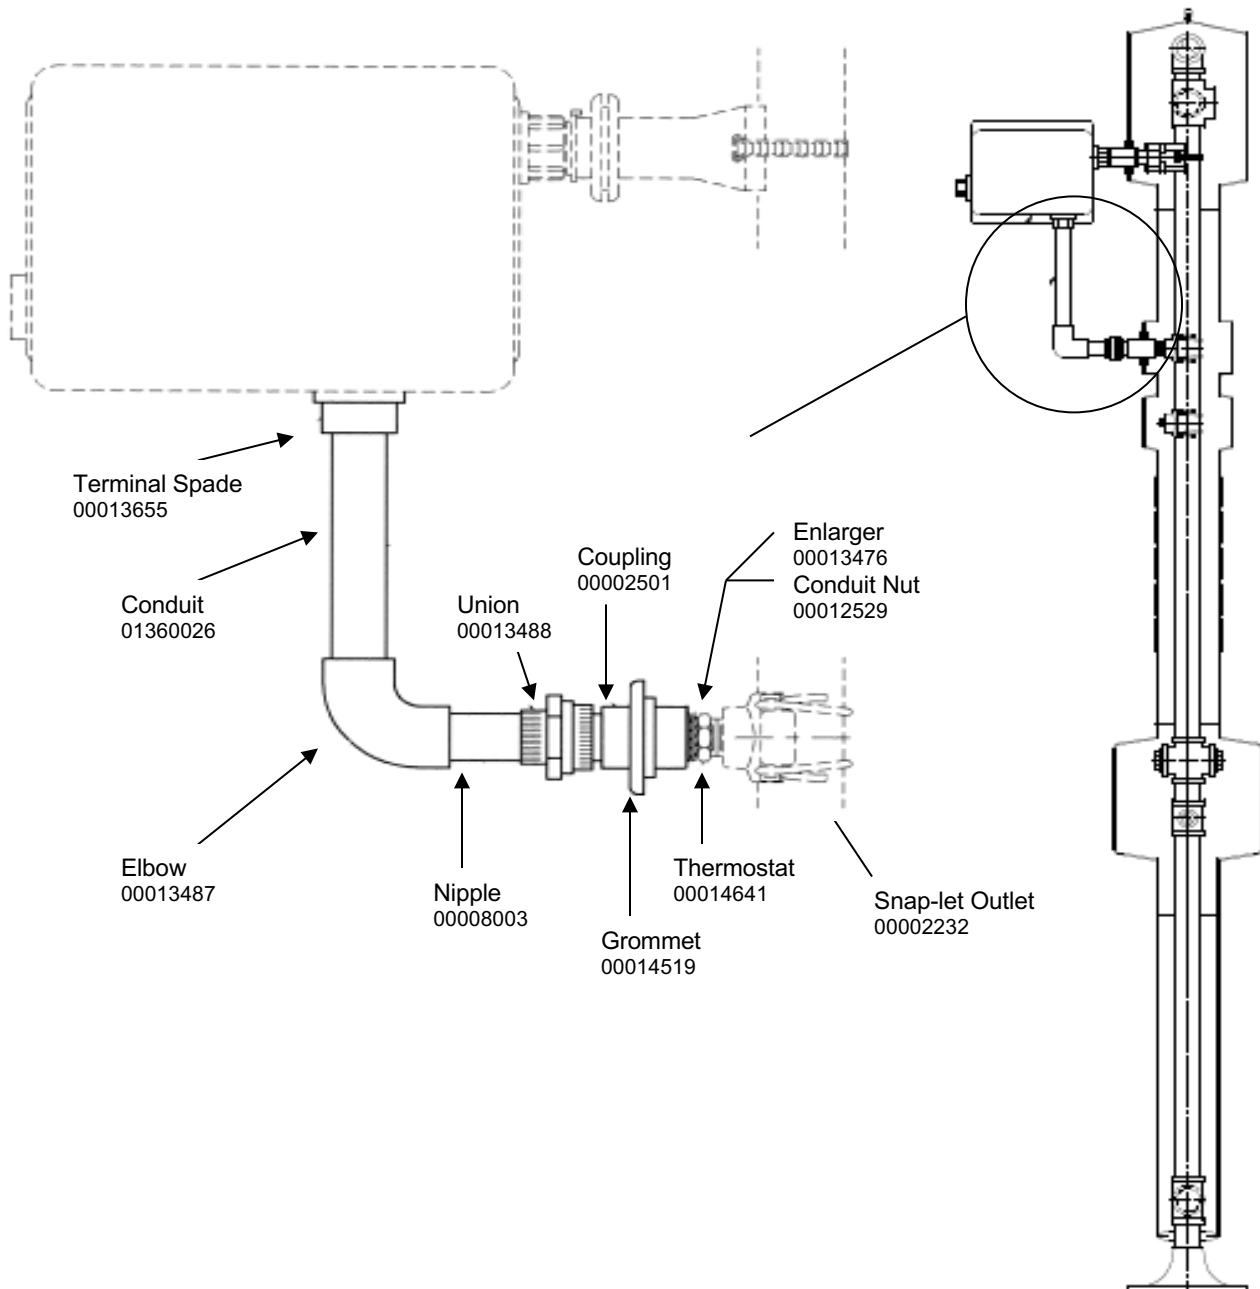 Terminal Spade
00013655
Conduit
01360026
Union
00013488
Coupling
00002501
Enlarger
00013476
Conduit Nut
00012529
Elbow
00013487
Nipple
00008003
Grommet
00014519
Thermostat
00014641
Snap-let Outlet
00002232